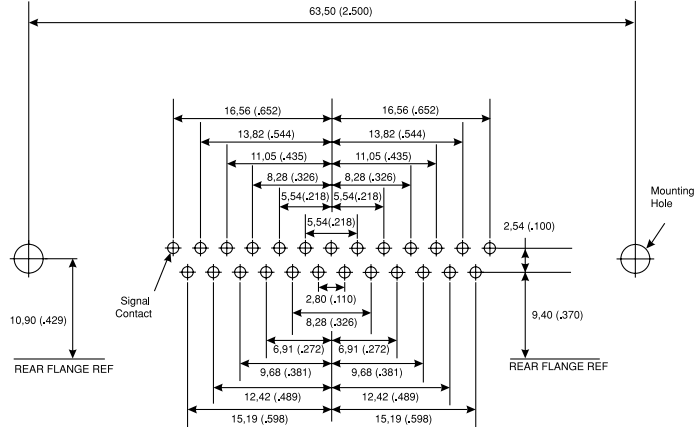 63,50 (2.500)
16,56 (.652) 16,56 (.652)
13,82 (.544) 13,82 (.544)
11,05 (.435) 11,05 (.435)
8,28 (.326) 8,28 (.326)
5,54(.218) 5,54(.218)
5,54(.218)
Mounting
Hole
2,54 (.100)
Signal
Contact
2,80 (.110)
10,90 (.429)
8,28 (.326)
9,40 (.370)
6,91 (.272) 6,91 (.272)
REAR FLANGE REF
REAR FLANGE REF
9,68 (.381) 9,68 (.381)
12,42 (.489) 12,42 (.489)
15,19 (.598) 15,19 (.598)